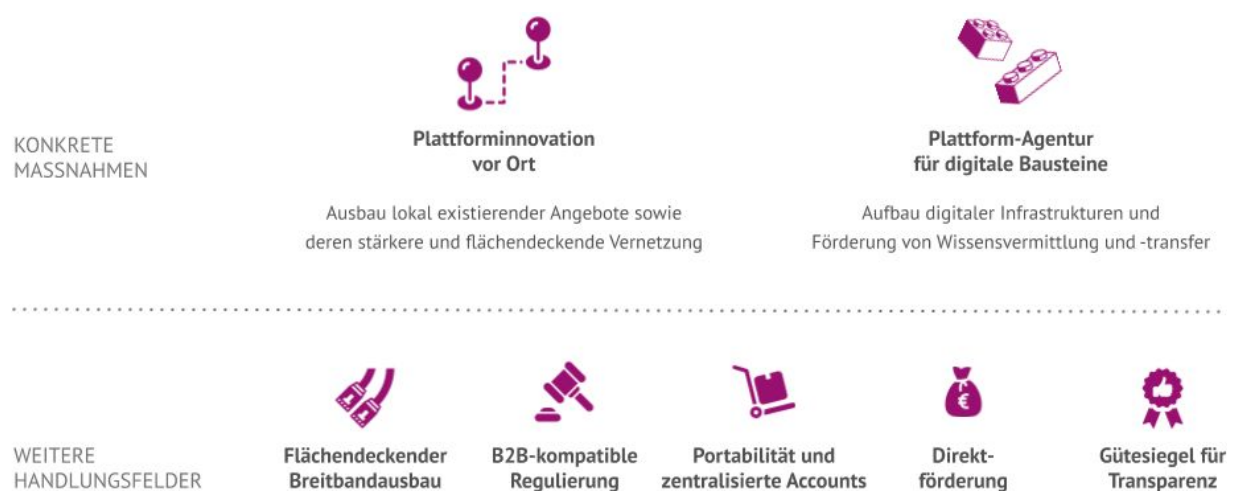 KONKRETE
MASSNAHMEN
Plattforminnovation
vor Ort
Ausbau lokal existierender Angebote sowie
deren stärkere und flächendeckende Vernetzung
Plattform-Agentur
für digitale Bausteine
Aufbau digitaler Infrastrukturen und
Förderung von Wissensvermittlung und -transfer
WEITERE
HANDLUNGSFELDER
Flächendeckender
Breitbandausbau
B2B-kompatible
Regulierung
Portabilität und
zentralisierte Accounts
€
Direkt-
förderung
Gütesiegel für
Transparenz